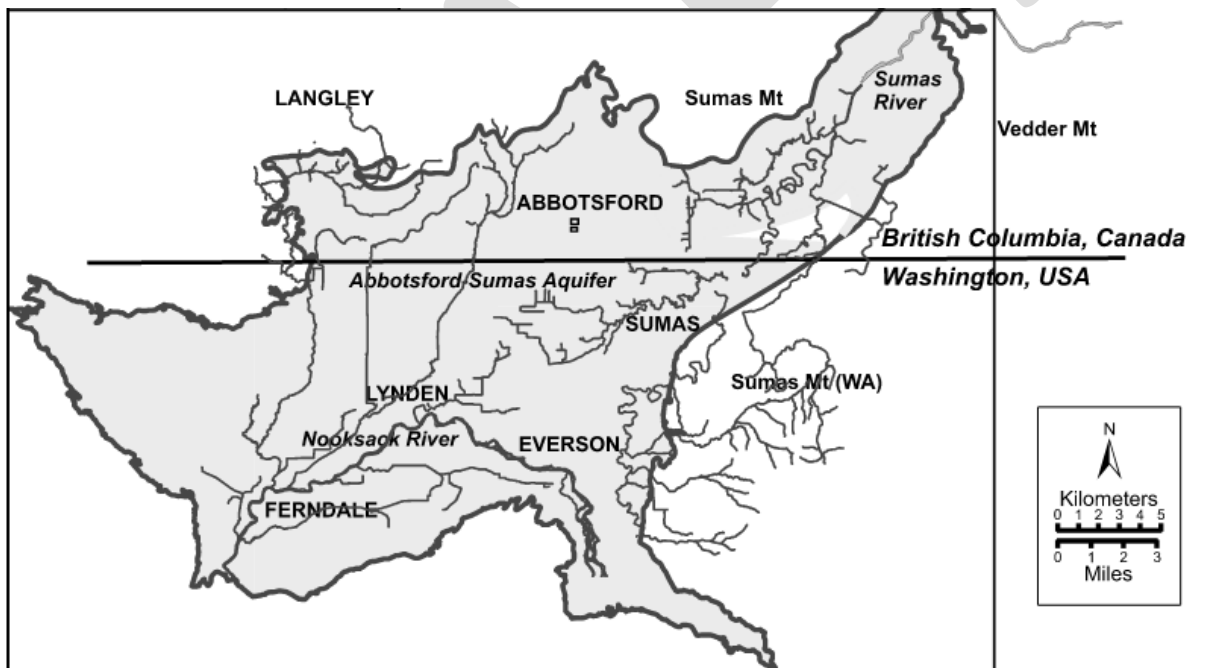 LANGLEY
Sumas Mt
Sumas
River
Vedder Mt
ABBOTSFORD
British Columbia, Canada
Abbotsford-Sumas Aquifer
Washington, USA
SUMAS
Sumas Mt (WA)
LYNDEN
Nooksack River
EVERSON
FERNDALE
N
Kilometers
0 1 2 3 4 5
0 1 2 3
Miles